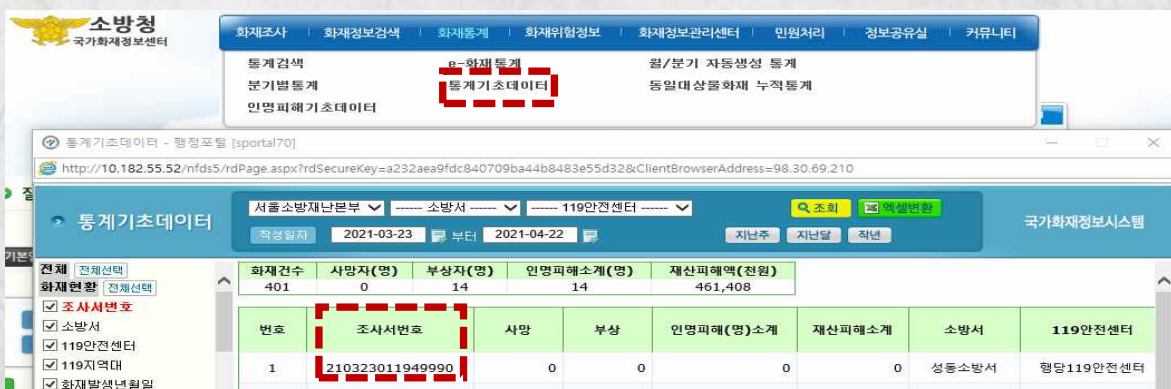 소방청
국가화재정보센터
화재조사 | 화재정보검색 | 화재통계 | 화재위험정보 | 화재정보관리센터 | 민원처리 | 정보공유실 | 커뮤니티
통계검색 e-화재통계 월/분기 자동생성 통계
분기별통계 통계기초데이터 동일대상물화재 누적통계
인명피해기초데이터
통계기초데이터 - 행정포털 [sportal70]
http://10.182.55.52/nfds5/rdPage.aspx?rdSecureKey=a232aea9fdc840709ba44b8483e55d32&ClientBrowserAddress=98.30.69.210
통계기초데이터
서울소방재난본부 ------ 소방서 ------ ------ 119안전센터 ------ 조회 엑셀변환
작성일자 2021-03-23 부터 2021-04-22 지난주 지난달 작년
국가화재정보시스템
전체 전체선택
화재현황 전체선택
조사서번호
소방서
119안전센터
119지역대
화재발생년월일
화재건수 사망자(명) 부상자(명) 인명피해소계(명) 재산피해액(천원)
401 0 14 14 461,408
번호 조사서번호 사망 부상 인명피해(명)소계 재산피해소계 소방서 119안전센터
1 210323011949990 0 0 0 0 성동소방서 행당119안전센터